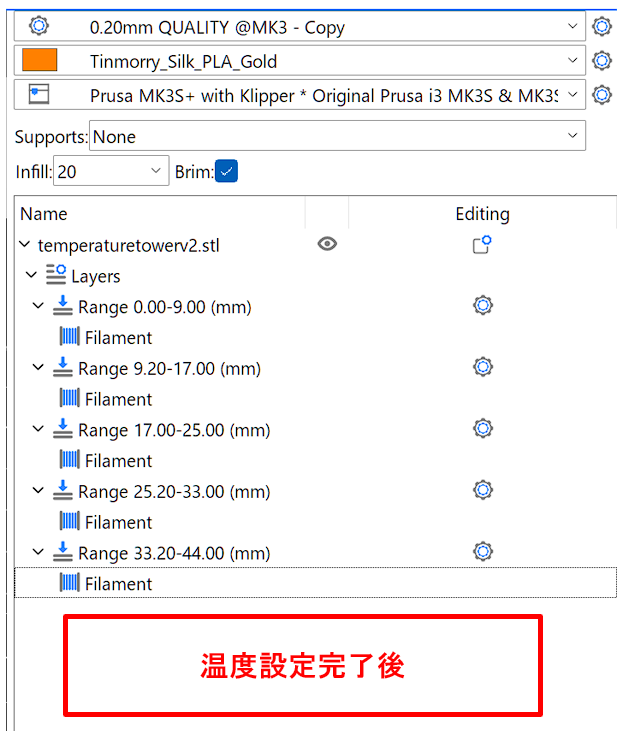 0.20mm QUALITY @MK3 - Copy
Tinmorry_Silk_PLA_Gold
Prusa MK3S+ with Klipper * Original Prusa i3 MK3S & MK3S
Supports: None
Infill: 20 Brim:
Name Editing
temperaturetowerv2.stl
Layers
Range 0.00-9.00 (mm)
Filament
Range 9.20-17.00 (mm)
Filament
Range 17.00-25.00 (mm)
Filament
Range 25.20-33.00 (mm)
Filament
Range 33.20-44.00 (mm)
Filament
温度設定完了後